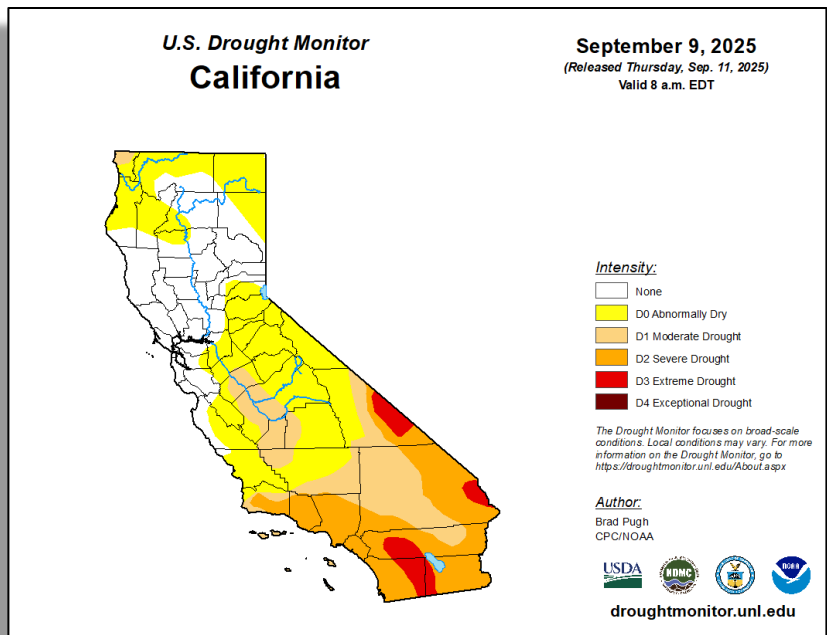 U.S. Drought Monitor
California
September 9, 2025
(Released Thursday, Sep. 11, 2025)
Valid 8 a.m. EDT
Intensity:
None
D0 Abnormally Dry
D1 Moderate Drought
D2 Severe Drought
D3 Extreme Drought
D4 Exceptional Drought
The Drought Monitor focuses on broad-scale
conditions. Local conditions may vary. For more
information on the Drought Monitor, go to
https://droughtmonitor.unl.edu/About.aspx
Author:
Brad Pugh
CPC/NOAA
USDA
NDMC
NOAA
droughtmonitor.unl.edu